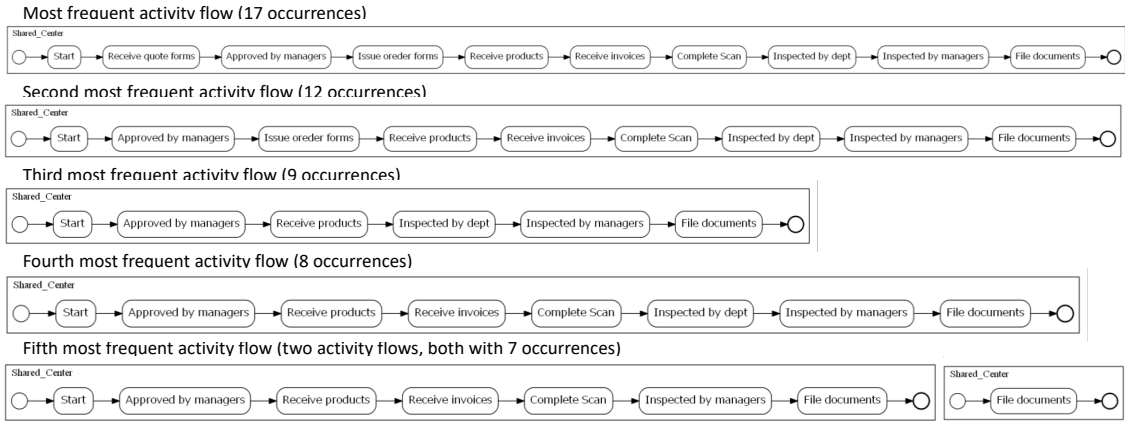 Most frequent activity flow (17 occurrences)
Shared_Center
Start Receive quote forms Approved by managers Issue oreder forms Receive products Receive invoices Complete Scan Inspected by dept Inspected by managers File documents
Second most frequent activity flow (12 occurrences)
Shared_Center
Start Approved by managers Issue oreder forms Receive products Receive invoices Complete Scan Inspected by dept Inspected by managers File documents
Third most frequent activity flow (9 occurrences)
Shared_Center
Start Approved by managers Receive products Inspected by dept Inspected by managers File documents
Fourth most frequent activity flow (8 occurrences)
Shared_Center
Start Approved by managers Receive products Receive invoices Complete Scan Inspected by dept Inspected by managers File documents
Fifth most frequent activity flow (two activity flows, both with 7 occurrences)
Shared_Center
Start Approved by managers Receive products Receive invoices Complete Scan Inspected by managers File documents
Shared_Center
File documents